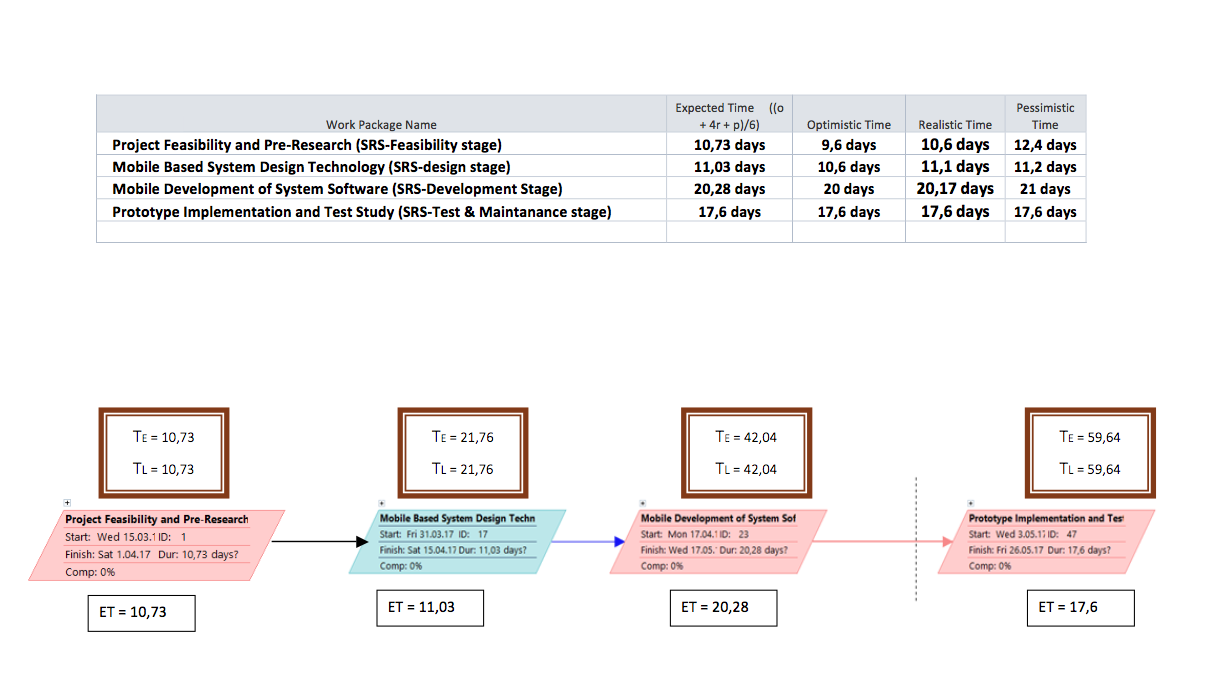 Work Package Name Expected Time ((o + 4r + p)/6) Optimistic Time Realistic Time Pessimistic Time
Project Feasibility and Pre-Research (SRS-Feasibility stage) 10,73 days 9,6 days 10,6 days 12,4 days
Mobile Based System Design Technology (SRS-design stage) 11,03 days 10,6 days 11,1 days 11,2 days
Mobile Development of System Software (SRS-Development Stage) 20,28 days 20 days 20,17 days 21 days
Prototype Implementation and Test Study (SRS-Test & Maintanance stage) 17,6 days 17,6 days 17,6 days 17,6 days
TE = 10,73
TL = 10,73
TE = 21,76
TL = 21,76
TE = 42,04
TL = 42,04
TE = 59,64
TL = 59,64
Project Feasibility and Pre-Research
Start: Wed 15.03.1 ID: 1
Finish: Sat 1.04.17 Dur: 10,73 days?
Comp: 0%
Mobile Based System Design Techn
Start: Fri 31.03.17 ID: 17
Finish: Sat 15.04.17 Dur: 11,03 days?
Comp: 0%
Mobile Development of System Sof
Start: Mon 17.04.1 ID: 23
Finish: Wed 17.05.' Dur: 20,28 days?
Comp: 0%
Prototype Implementation and Test
Start: Wed 3.05.17 ID: 47
Finish: Fri 26.05.17 Dur: 17,6 days?
Comp: 0%
ET = 10,73
ET = 11,03
ET = 20,28
ET = 17,6